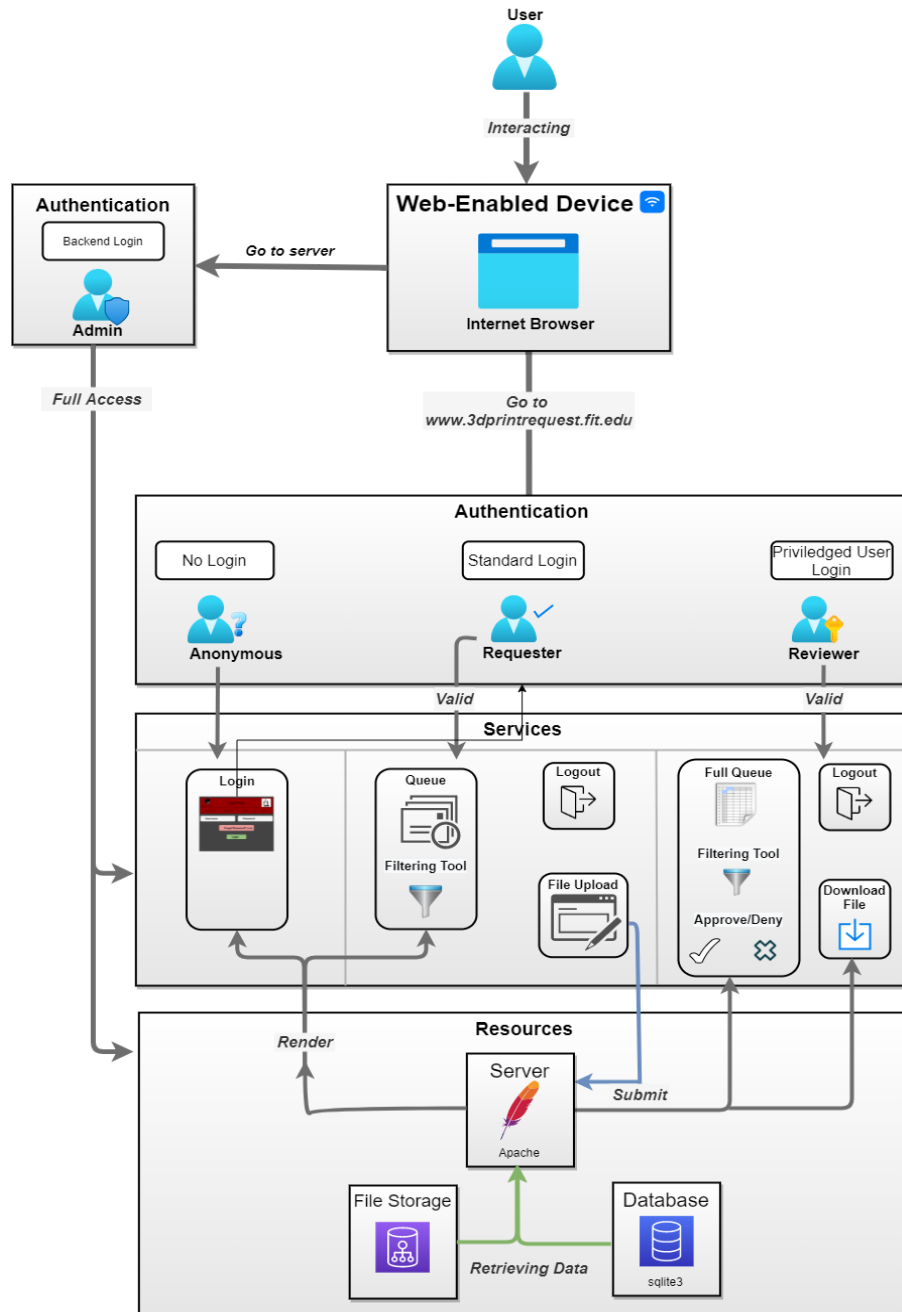 User
Interacting
Authentication
Backend Login
Admin
Web-Enabled Device
Internet Browser
Go to server
Full Access
Go to
www.3dprintrequest.fit.edu
Authentication
No Login
Standard Login
Priviledged User
Login
Anonymous
Requester
Reviewer
Valid
Valid
Services
Login
Queue
Filtering Tool
Logout
File Upload
Full Queue
Filtering Tool
Approve/Deny
Logout
Download
File
Resources
Render
Server
Apache
Submit
File Storage
Database
sqlite3
Retrieving Data